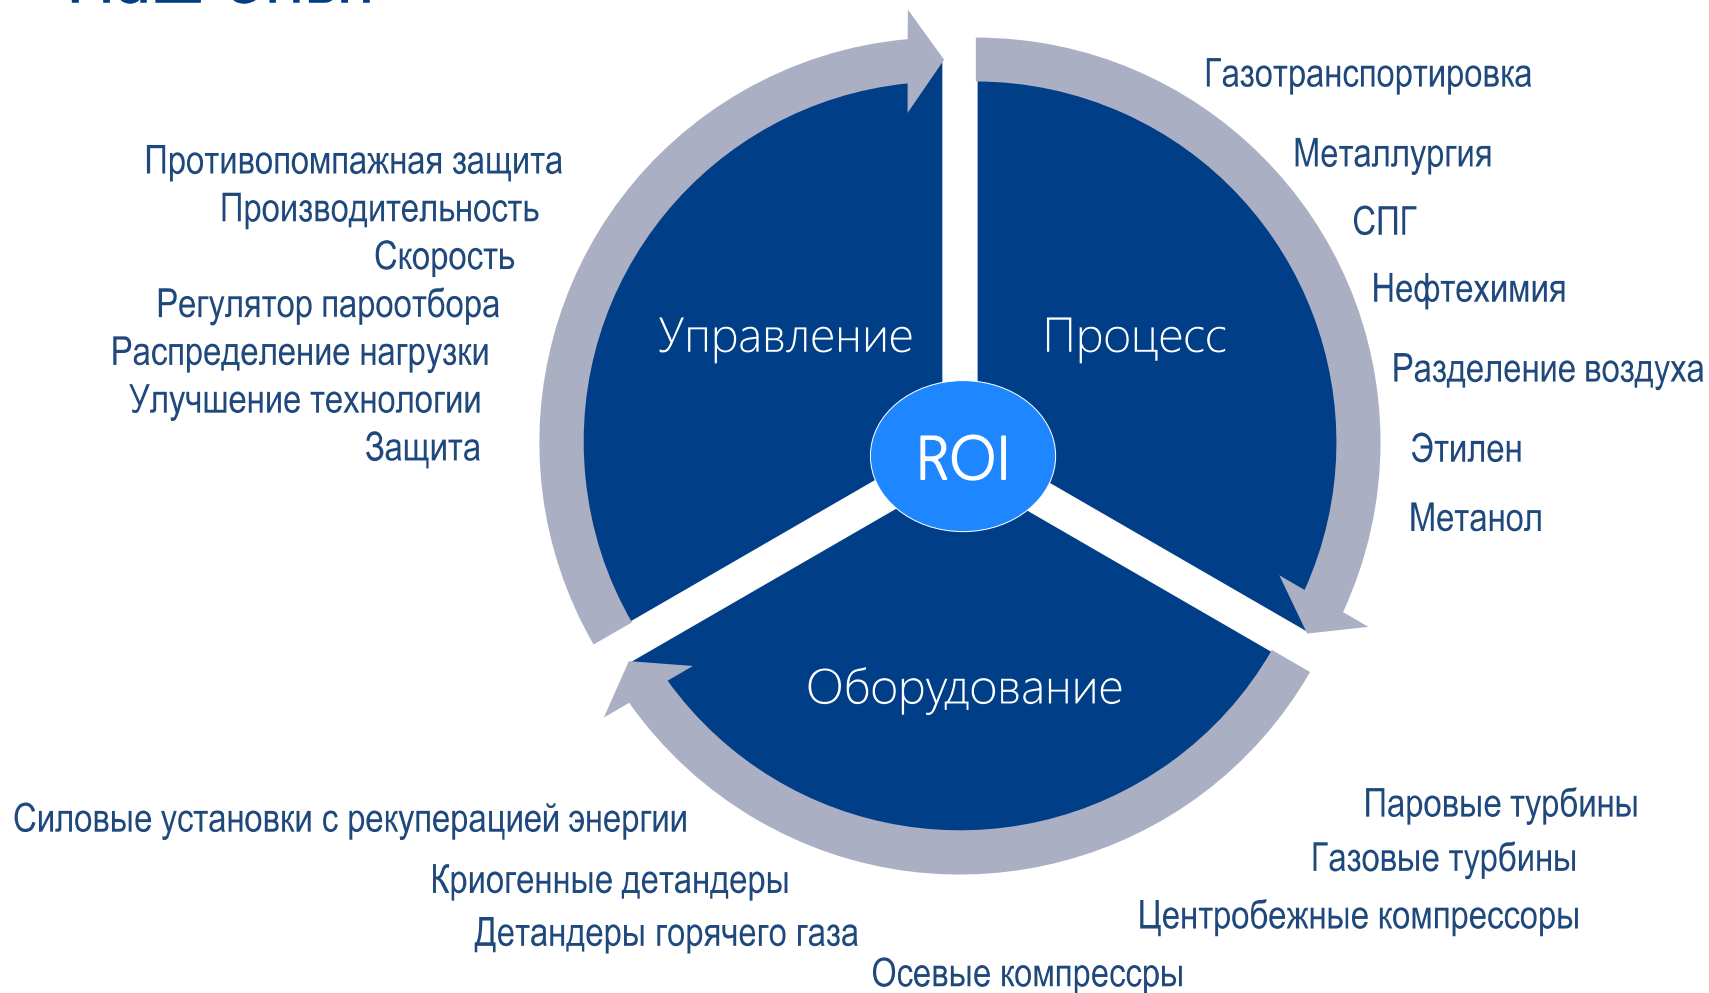 Наш опыт
Противопомпажная защита
Производительность
Скорость
Регулятор пароотбора
Распределение нагрузки
Улучшение технологии
Защита
Управление
Процесс
ROI
Оборудование
Газотранспортировка
Металлургия
СПГ
Нефтехимия
Разделение воздуха
Этилен
Метанол
Силовые установки с рекуперацией энергии
Криогенные детандеры
Детандеры горячего газа
Осевые компрессры
Центробежные компрессоры
Газовые турбины
Паровые турбины